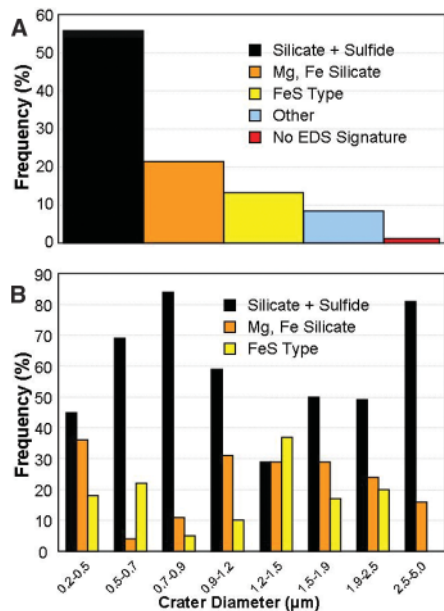 A
60
50
40
30
20
10
0
Frequency (%)
Silicate + Sulfide
Mg, Fe Silicate
FeS Type
Other
No EDS Signature
B
90
80
70
60
50
40
30
20
10
0
Frequency (%)
Silicate + Sulfide
Mg, Fe Silicate
FeS Type
0.2-0.5
0.5-0.7
0.7-0.9
0.9-1.2
1.2-1.5
1.5-1.9
1.9-2.5
2.5-5.0
Crater Diameter (µm)